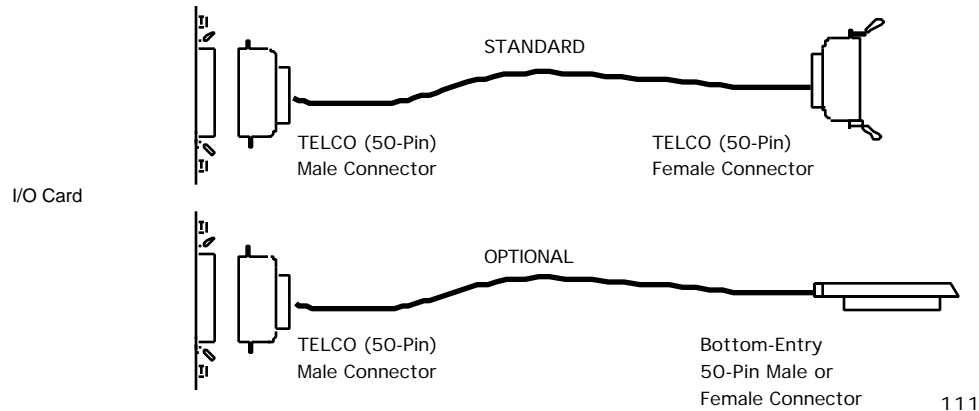 STANDARD
TELCO (50-Pin)
Male Connector
TELCO (50-Pin)
Female Connector
I/O Card
OPTIONAL
TELCO (50-Pin)
Male Connector
Bottom-Entry
50-Pin Male or
Female Connector
111